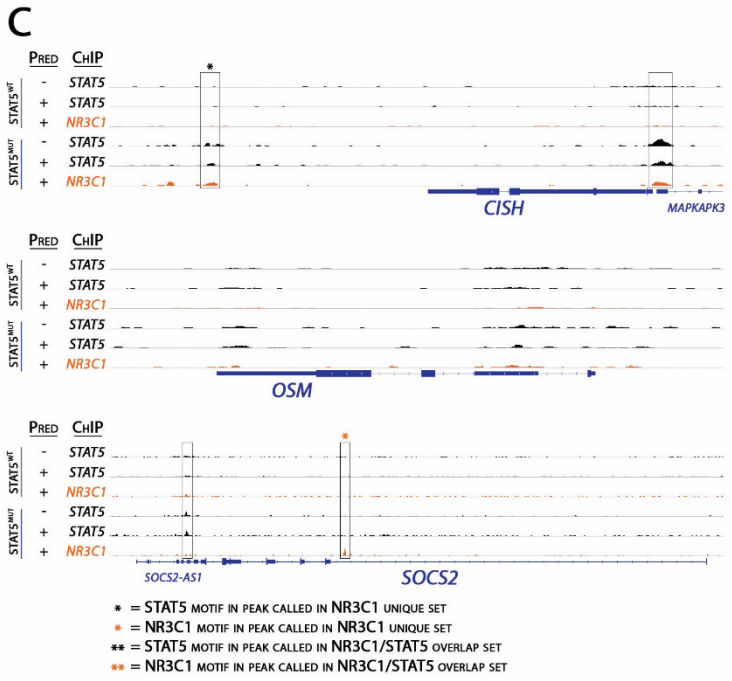 C
PRED ChIP *
STAT5WT - STAT5
+ STAT5
+ NR3C1
STAT5MUT - STAT5
+ STAT5
+ NR3C1
CISH MAPKAPK3
PRED ChIP
STAT5WT - STAT5
+ STAT5
+ NR3C1
STAT5MUT - STAT5
+ STAT5
+ NR3C1
OSM
PRED ChIP *
STAT5WT - STAT5
+ STAT5
+ NR3C1
STAT5MUT - STAT5
+ STAT5
+ NR3C1
SOCS2-AS1 SOCS2
* = STAT5 MOTIF IN PEAK CALLED IN NR3C1 UNIQUE SET
* = NR3C1 MOTIF IN PEAK CALLED IN NR3C1 UNIQUE SET
** = STAT5 MOTIF IN PEAK CALLED IN NR3C1/STAT5 OVERLAP SET
** = NR3C1 MOTIF IN PEAK CALLED IN NR3C1/STAT5 OVERLAP SET